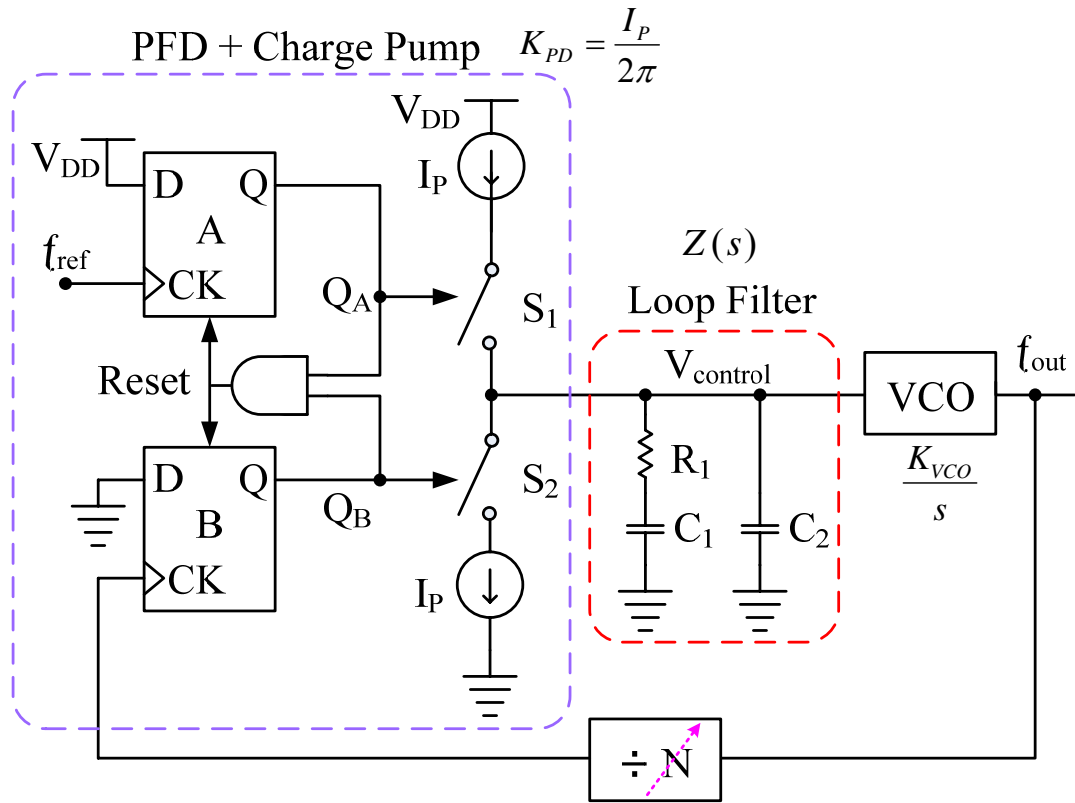 PFD + Charge Pump
K_PD = I_P / 2π
V_DD
V_DD
I_P
D Q
A
f_ref
CK
Q_A
S_1
Z(s)
Loop Filter
Reset
V_control
f_out
VCO
D Q
B
CK
Q_B
S_2
R_1
C_1
C_2
K_VCO / s
I_P
÷ N